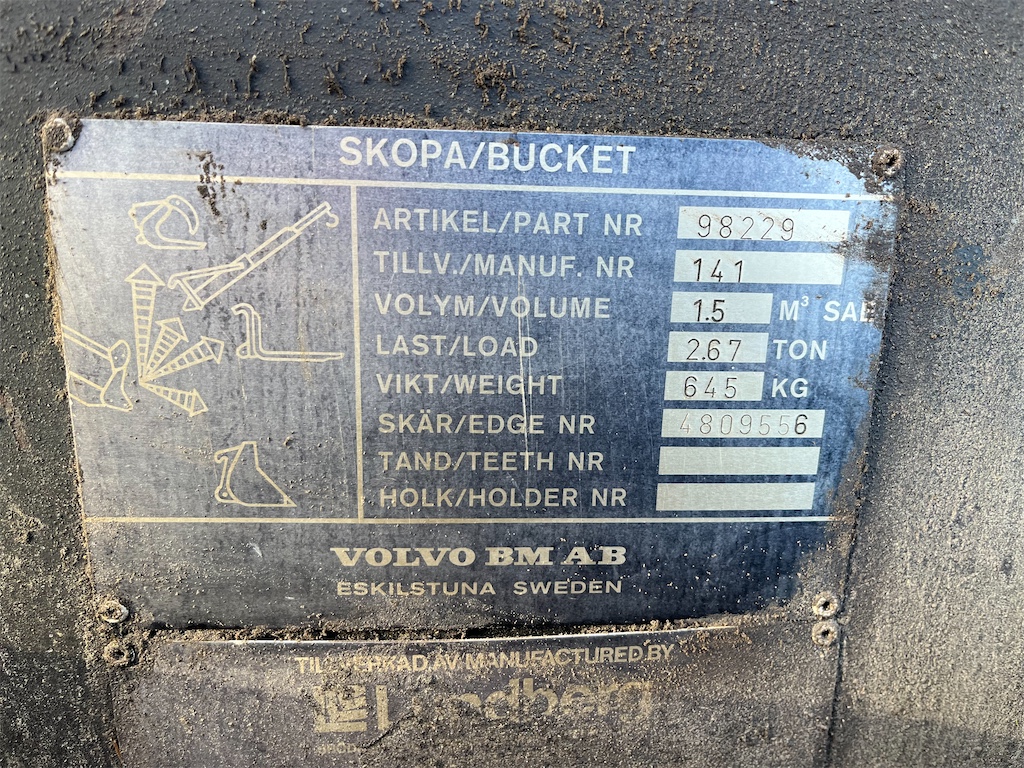 SKOPA/BUCKET
ARTIKEL/PART NR 98229
TILLV./MANUF. NR 141
VOLYM/VOLUME 1.5 M³
LAST/LOAD 2.67 TON
VIKT/WEIGHT 645 KG
SKÄR/EDGE NR 4809556
TAND/TEETH NR
HOLK/HOLDER NR
VOLVO BM AB
ESKILSTUNA SWEDEN
TILLVERKAD AV MANUFACTURED BY
Lundberg